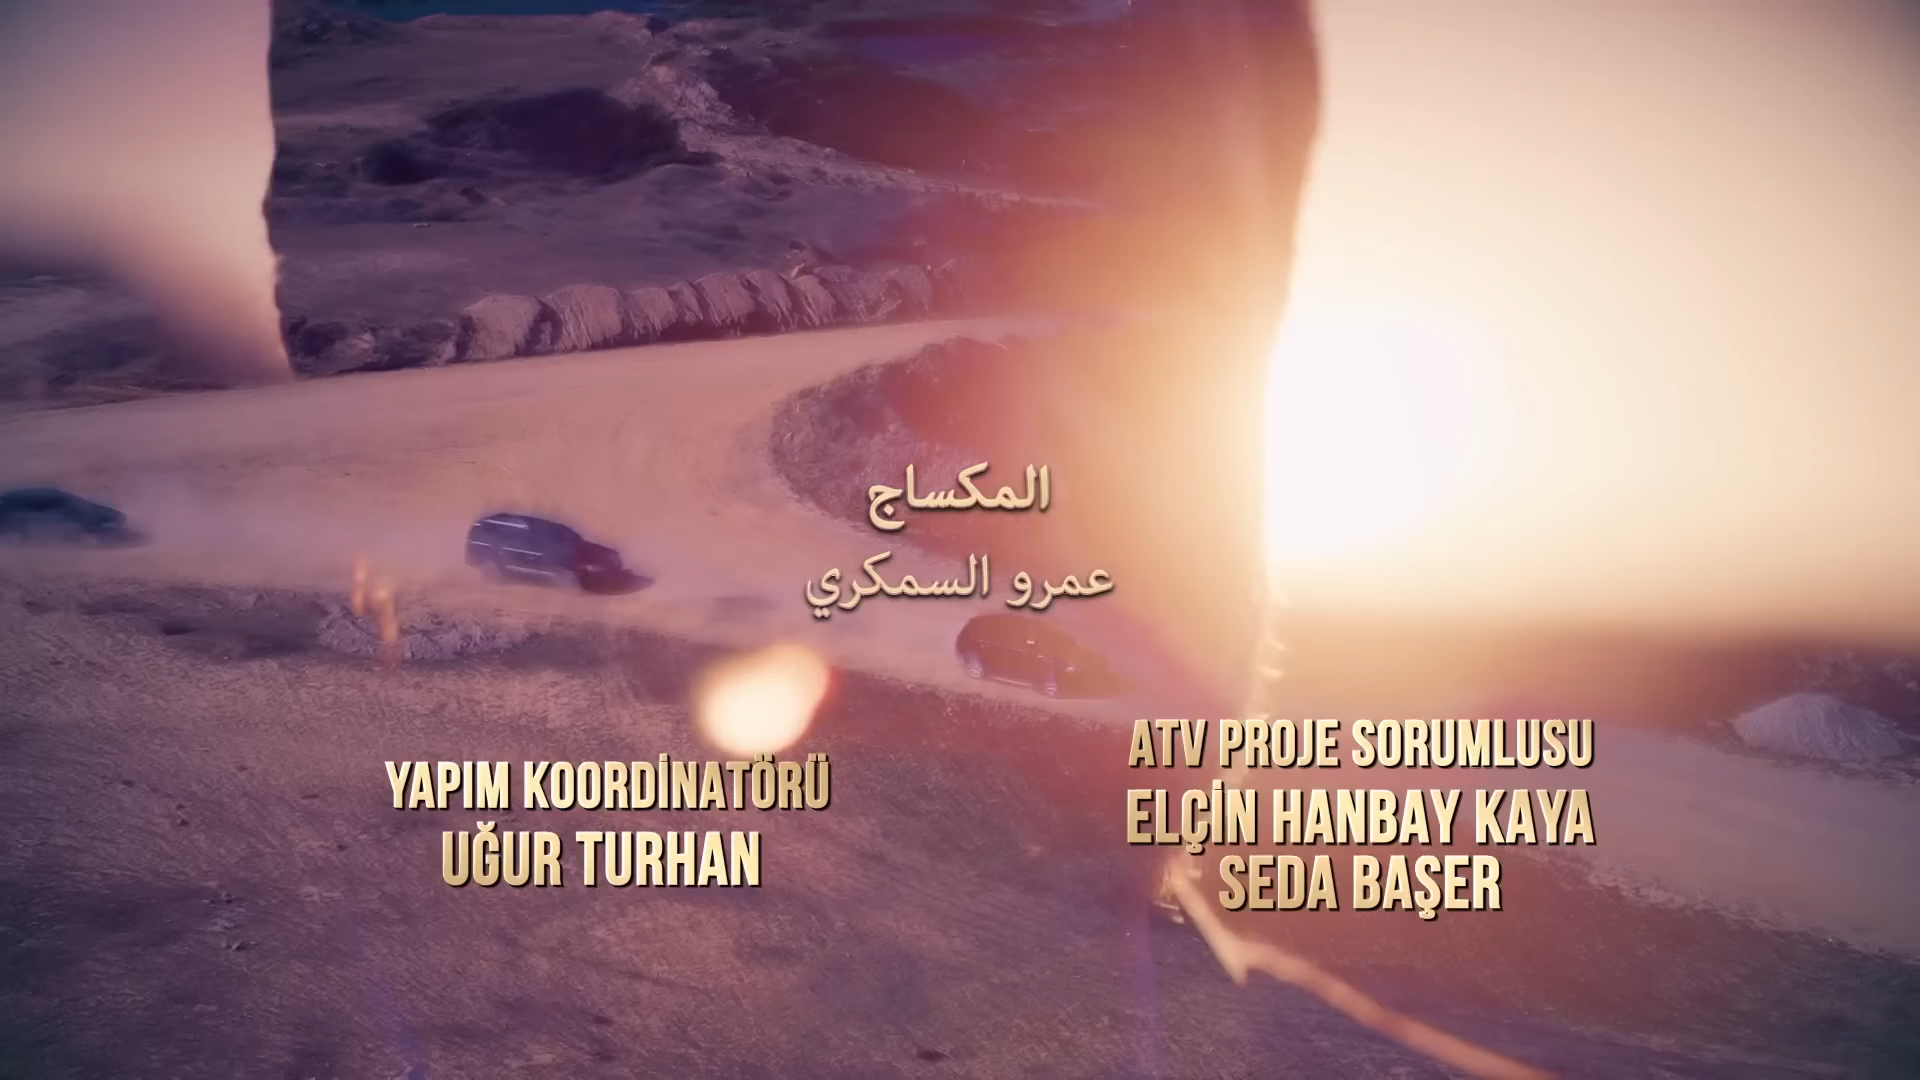 المكساج
عمرو السمكري
YAPIM KOORDİNATÖRÜ
UĞUR TURHAN
ATV PROJE SORUMLUSU
ELÇİN HANBAY KAYA
SEDA BAŞER